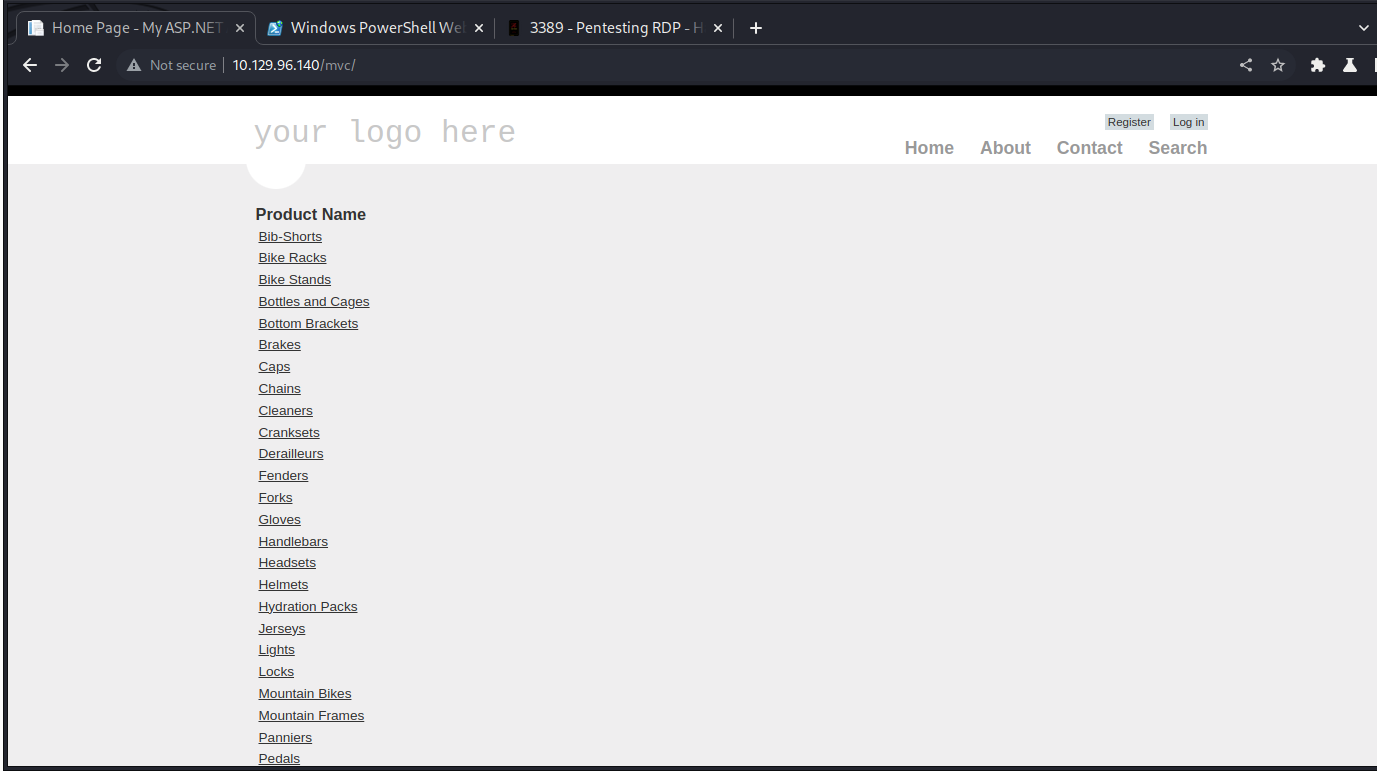 Home Page - My ASP.NET
Windows PowerShell We
3389 - Pentesting RDP - H
Not secure
10.129.96.140/mvc/
your logo here
Register
Log in
Home
About
Contact
Search
Product Name
Bib-Shorts
Bike Racks
Bike Stands
Bottles and Cages
Bottom Brackets
Brakes
Caps
Chains
Cleaners
Cranksets
Derailleurs
Fenders
Forks
Gloves
Handlebars
Headsets
Helmets
Hydration Packs
Jerseys
Lights
Locks
Mountain Bikes
Mountain Frames
Panniers
Pedals